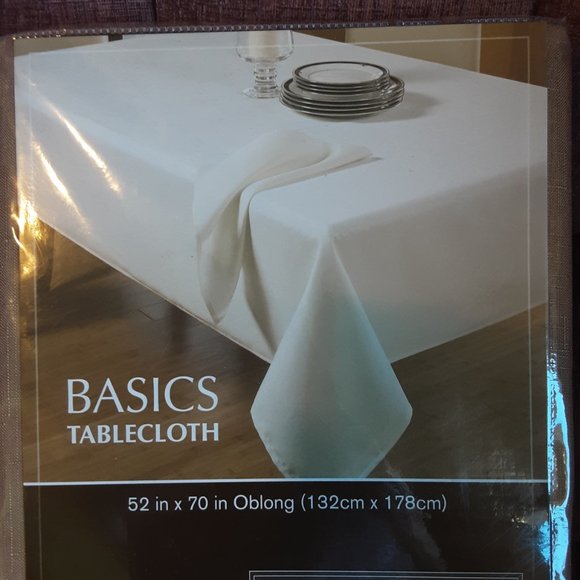 BASICS
TABLECLOTH
52 in x 70 in Oblong (132cm x 178cm)